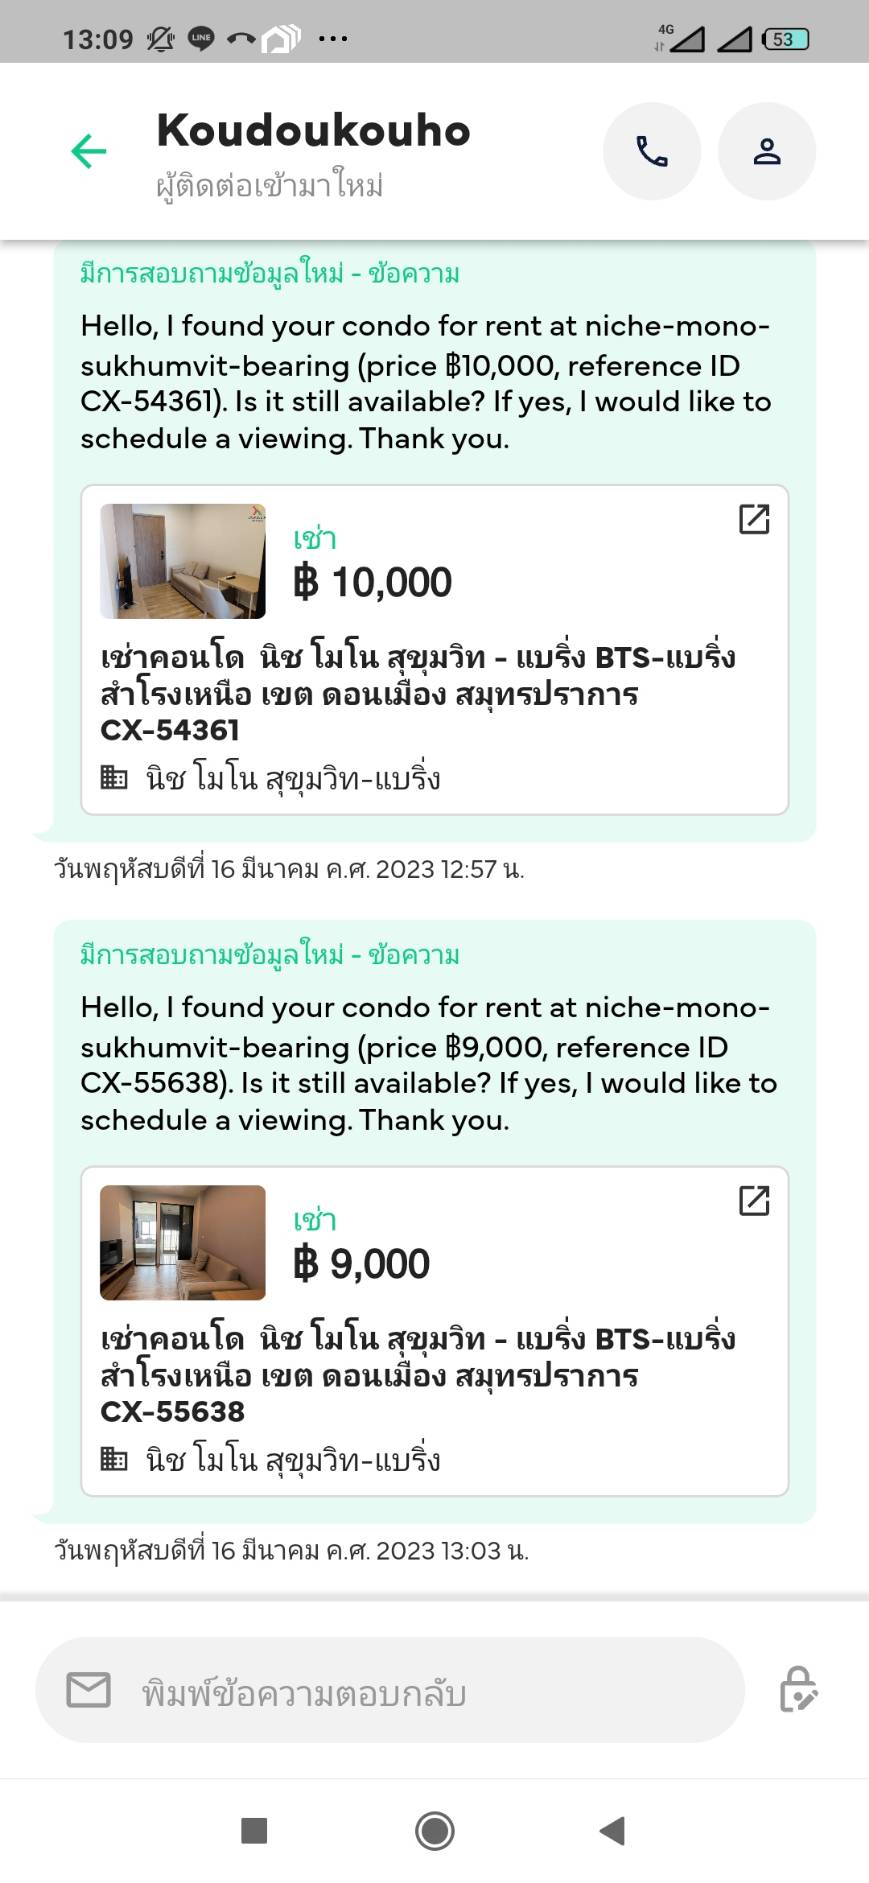 13:09 LINE 4G 53
Koudoukouho
ผู้ติดต่อเข้ามาใหม่
มีการสอบถามข้อมูลใหม่ - ข้อความ
Hello, I found your condo for rent at niche-mono-
sukhumvit-bearing (price ฿10,000, reference ID
CX-54361). Is it still available? If yes, I would like to
schedule a viewing. Thank you.
เช่า
฿ 10,000
เช่าคอนโด นิช โมโน สุขุมวิท - แบริ่ง BTS-แบริ่ง
สำโรงเหนือ เขต ดอนเมือง สมุทรปราการ
CX-54361
นิช โมโน สุขุมวิท-แบริ่ง
วันพฤหัสบดีที่ 16 มีนาคม ค.ศ. 2023 12:57 น.
มีการสอบถามข้อมูลใหม่ - ข้อความ
Hello, I found your condo for rent at niche-mono-
sukhumvit-bearing (price ฿9,000, reference ID
CX-55638). Is it still available? If yes, I would like to
schedule a viewing. Thank you.
เช่า
฿ 9,000
เช่าคอนโด นิช โมโน สุขุมวิท - แบริ่ง BTS-แบริ่ง
สำโรงเหนือ เขต ดอนเมือง สมุทรปราการ
CX-55638
นิช โมโน สุขุมวิท-แบริ่ง
วันพฤหัสบดีที่ 16 มีนาคม ค.ศ. 2023 13:03 น.
พิมพ์ข้อความตอบกลับ